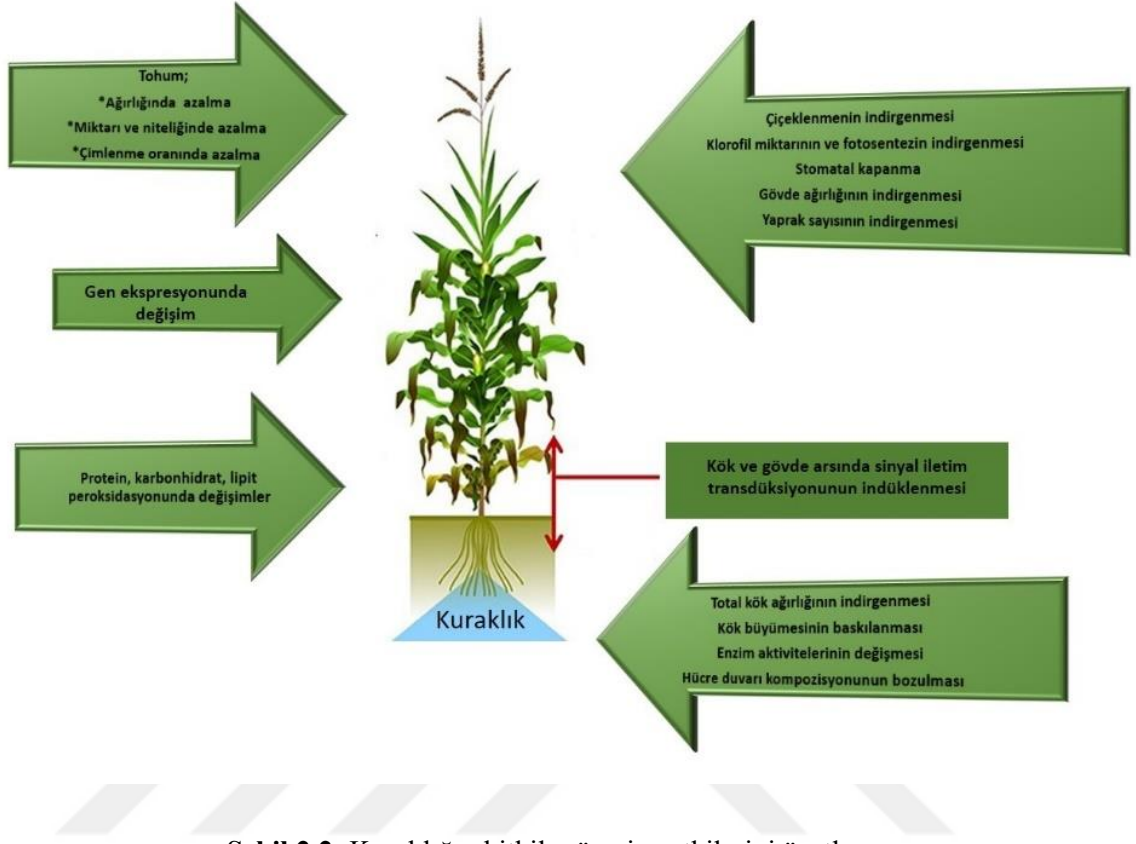 Tohum;
*Ağırlığında azalma
*Miktarı ve niteliğinde azalma
*Çimlenme oranında azalma
Gen ekspresyonunda
değişim
Protein, karbonhidrat, lipit
peroksidasyonunda değişimler
Çiçeklenmenin indirgenmesi
Klorofil miktarının ve fotosentezin indirgenmesi
Stomatal kapanma
Gövde ağırlığının indirgenmesi
Yaprak sayısının indirgenmesi
Kök ve gövde arsında sinyal iletim
transdüksiyonunun indüklenmesi
Total kök ağırlığının indirgenmesi
Kök büyümesinin baskılanması
Enzim aktivitelerinin değişmesi
Hücre duvarı kompozisyonunun bozulması
Kuraklık